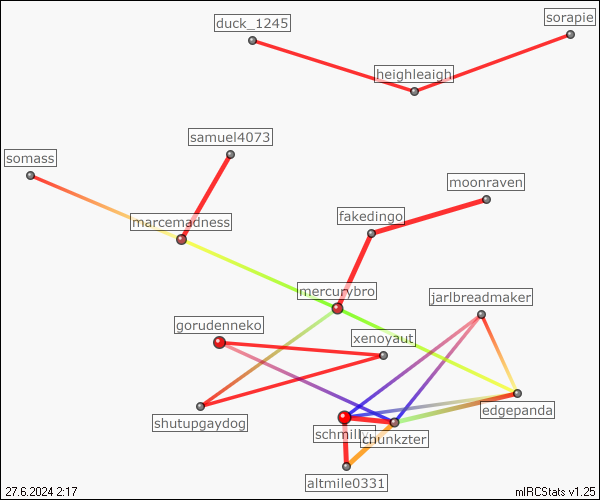 duck_1245
sorapie
heighleaigh
samuel4073
somass
moonraven
marcemadness
fakedingo
mercurybro
jarlbreadmaker
gorudenneko
xenoyaut
shutupgaydog
edgepanda
chunkzter
altmile0331
27.6.2024 2:17
mIRCStats v1.25